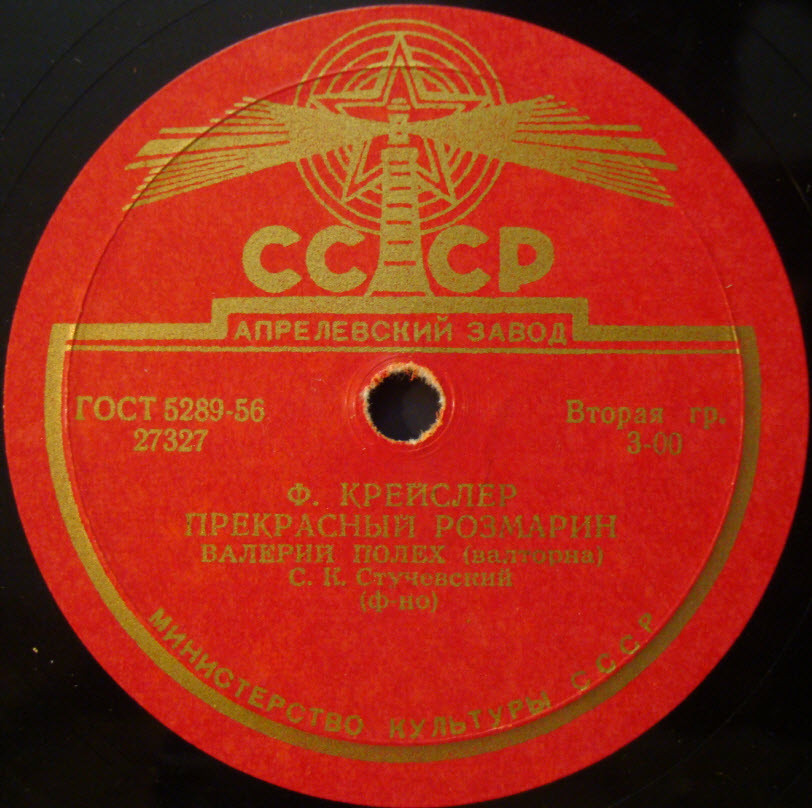 СССР
АПРЕЛЕВСКИЙ ЗАВОД
ГОСТ 5289-56
27327
Вторая гр.
3-00
Ф. КРЕЙСЛЕР
ПРЕКРАСНЫЙ РОЗМАРИН
ВАЛЕРИЙ ПОЛЕХ (валторна)
С. К. Стучевский
(ф-но)
МИНИСТЕРСТВО КУЛЬТУРЫ СССР